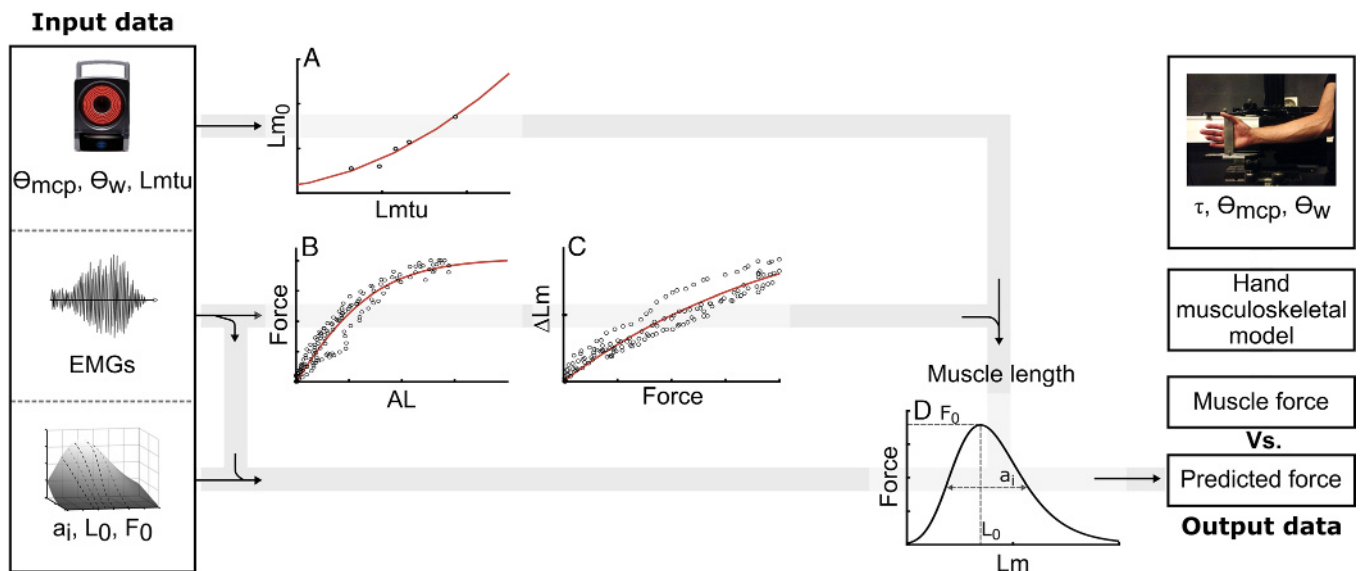 Input data
Θmcp, Θw, Lmtu
EMGs
ai, L0, F0
A
Lm0
Lmtu
B
Force
AL
C
ΔLm
Force
Muscle length
D
F0
Force
ai
L0
Lm
τ, Θmcp, Θw
Hand
musculoskeletal
model
Muscle force
Vs.
Predicted force
Output data